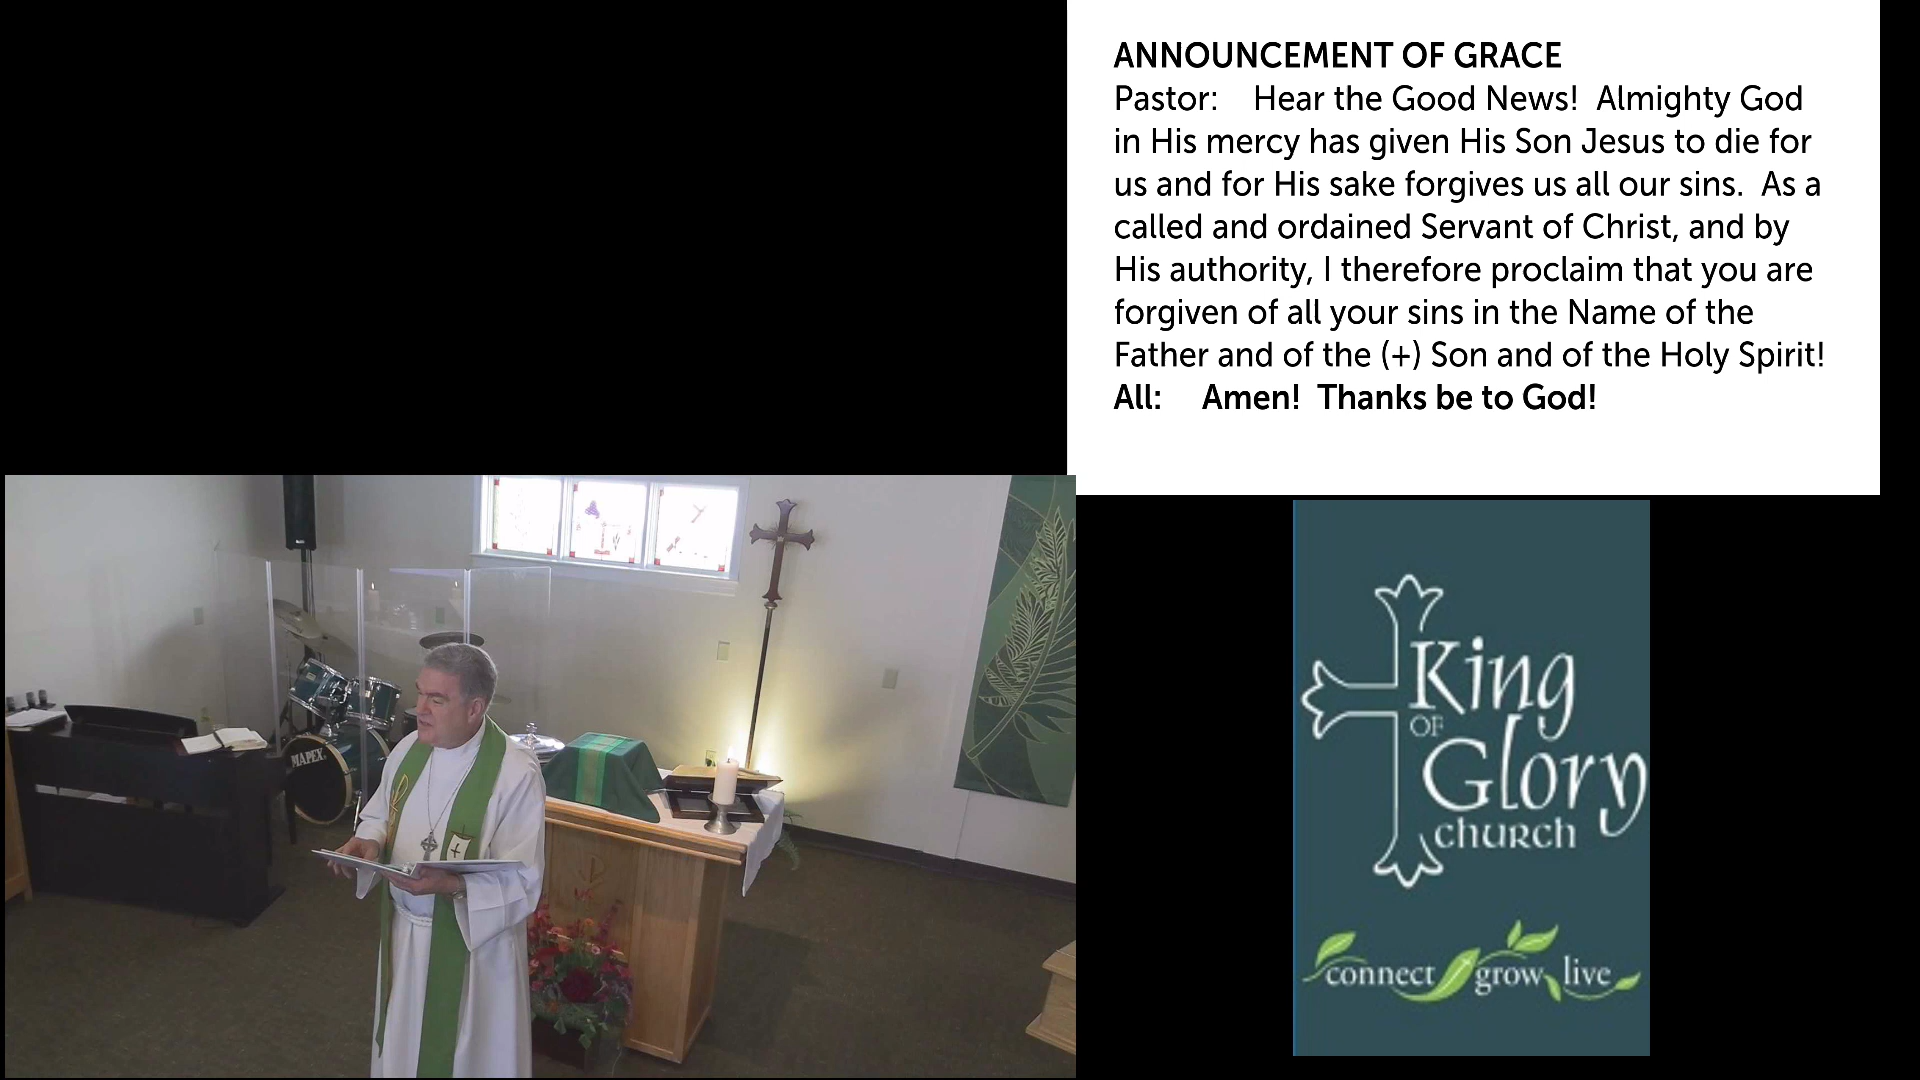 ANNOUNCEMENT OF GRACE
Pastor: Hear the Good News! Almighty God
in His mercy has given His Son Jesus to die for
us and for His sake forgives us all our sins. As a
called and ordained Servant of Christ, and by
His authority, I therefore proclaim that you are
forgiven of all your sins in the Name of the
Father and of the (+) Son and of the Holy Spirit!
All: Amen! Thanks be to God!
MAPEX
King
OF
Glory
church
connect grow live